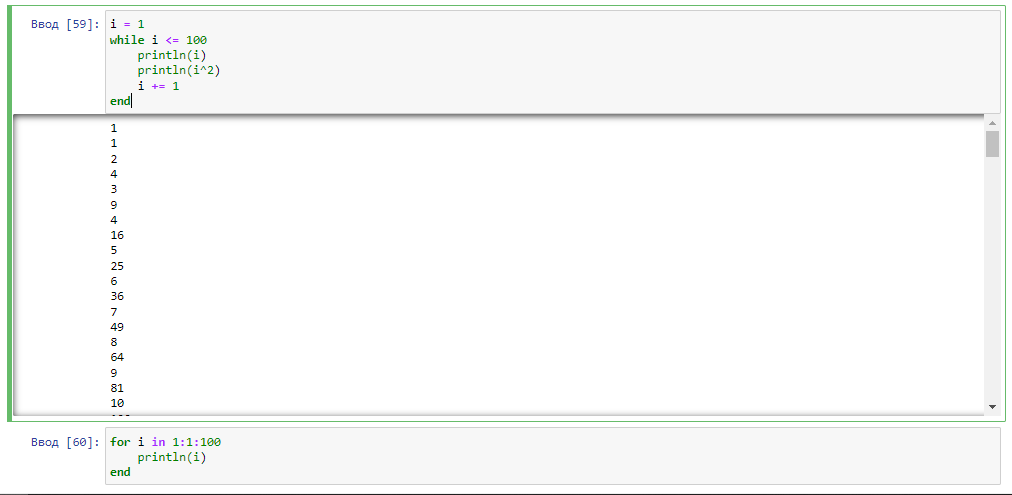 Ввод [59]: i = 1
while i <= 100
    println(i)
    println(i^2)
    i += 1
end
1
1
2
4
3
9
4
16
5
25
6
36
7
49
8
64
9
81
10
Ввод [60]: for i in 1:1:100
    println(i)
end